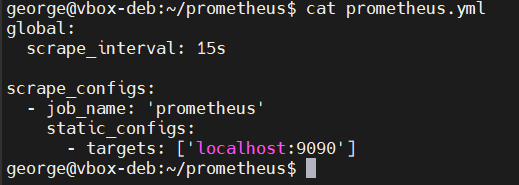 george@vbox-deb:~/prometheus$ cat prometheus.yml
global:
  scrape_interval: 15s

scrape_configs:
  - job_name: 'prometheus'
    static_configs:
      - targets: ['localhost:9090']
george@vbox-deb:~/prometheus$